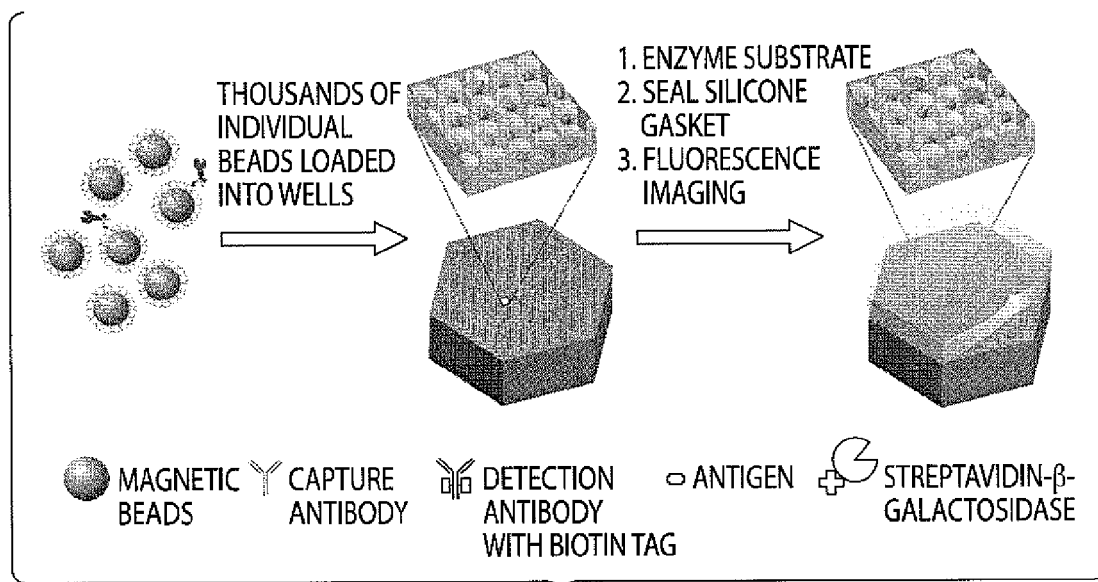 THOUSANDS OF
INDIVIDUAL
BEADS LOADED
INTO WELLS
1. ENZYME SUBSTRATE
2. SEAL SILICONE
GASKET
3. FLUORESCENCE
IMAGING
MAGNETIC
BEADS
CAPTURE
ANTIBODY
DETECTION
ANTIBODY
WITH BIOTIN TAG
ANTIGEN
STREPTAVIDIN-β-
GALACTOSIDASE